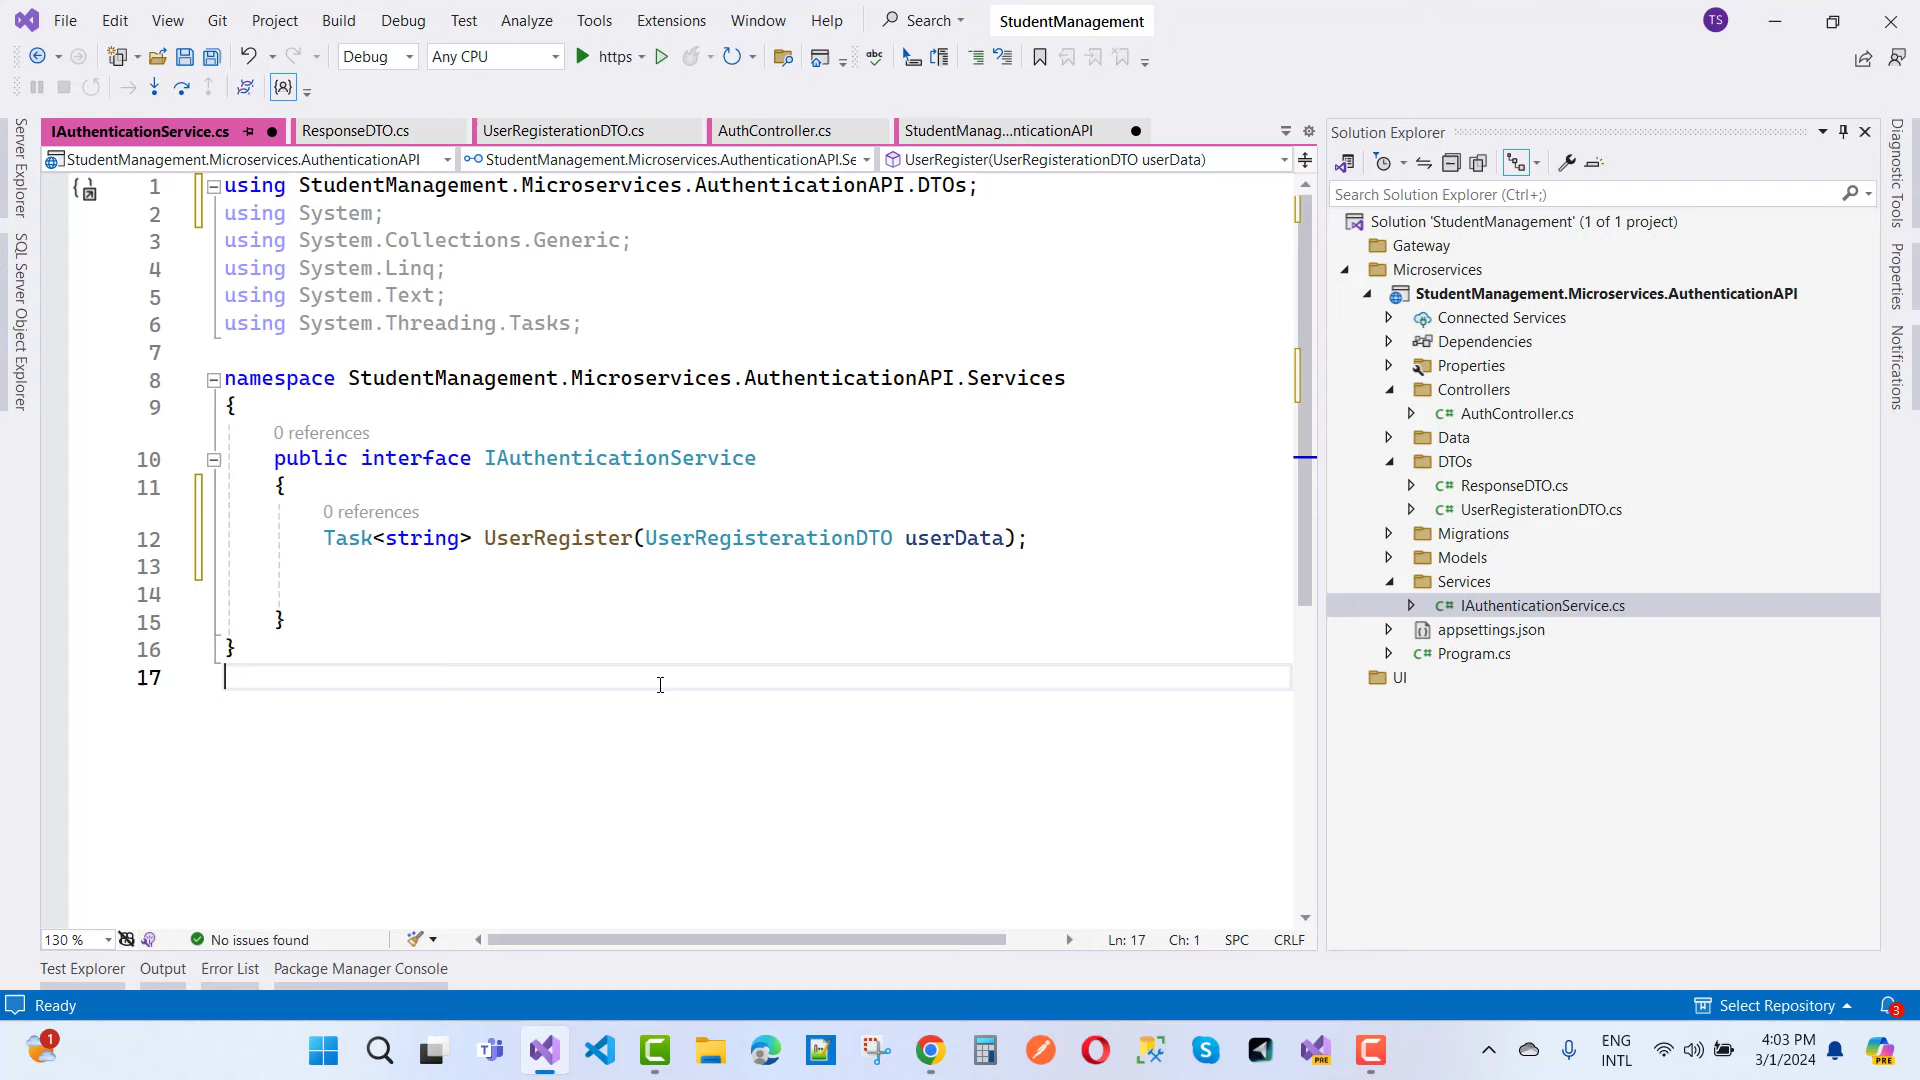 File Edit View Git Project Build Debug Test Analyze Tools Extensions Window Help Search StudentManagement TS
Debug Any CPU https
IAuthenticationService.cs ResponseDTO.cs UserRegisterationDTO.cs AuthController.cs StudentManag...nticationAPI
StudentManagement.Microservices.AuthenticationAPI StudentManagement.Microservices.AuthenticationAPI.Se UserRegister(UserRegisterationDTO userData)
1 using StudentManagement.Microservices.AuthenticationAPI.DTOs;
2 using System;
3 using System.Collections.Generic;
4 using System.Linq;
5 using System.Text;
6 using System.Threading.Tasks;
7
8 namespace StudentManagement.Microservices.AuthenticationAPI.Services
9 {
0 references
10 public interface IAuthenticationService
11 {
0 references
12 Task<string> UserRegister(UserRegisterationDTO userData);
13
14
15 }
16 }
17
130 % No issues found Ln: 17 Ch: 1 SPC CRLF
Test Explorer Output Error List Package Manager Console
Server Explorer
SQL Server Object Explorer
Solution Explorer
Search Solution Explorer (Ctrl+;)
Solution 'StudentManagement' (1 of 1 project)
Gateway
Microservices
StudentManagement.Microservices.AuthenticationAPI
Connected Services
Dependencies
Properties
Controllers
C# AuthController.cs
Data
DTOs
C# ResponseDTO.cs
C# UserRegisterationDTO.cs
Migrations
Models
Services
C# IAuthenticationService.cs
appsettings.json
C# Program.cs
UI
Diagnostic Tools
Properties
Notifications
Ready Select Repository 3
1 PRE ENG 4:03 PM PRE
INTL 3/1/2024